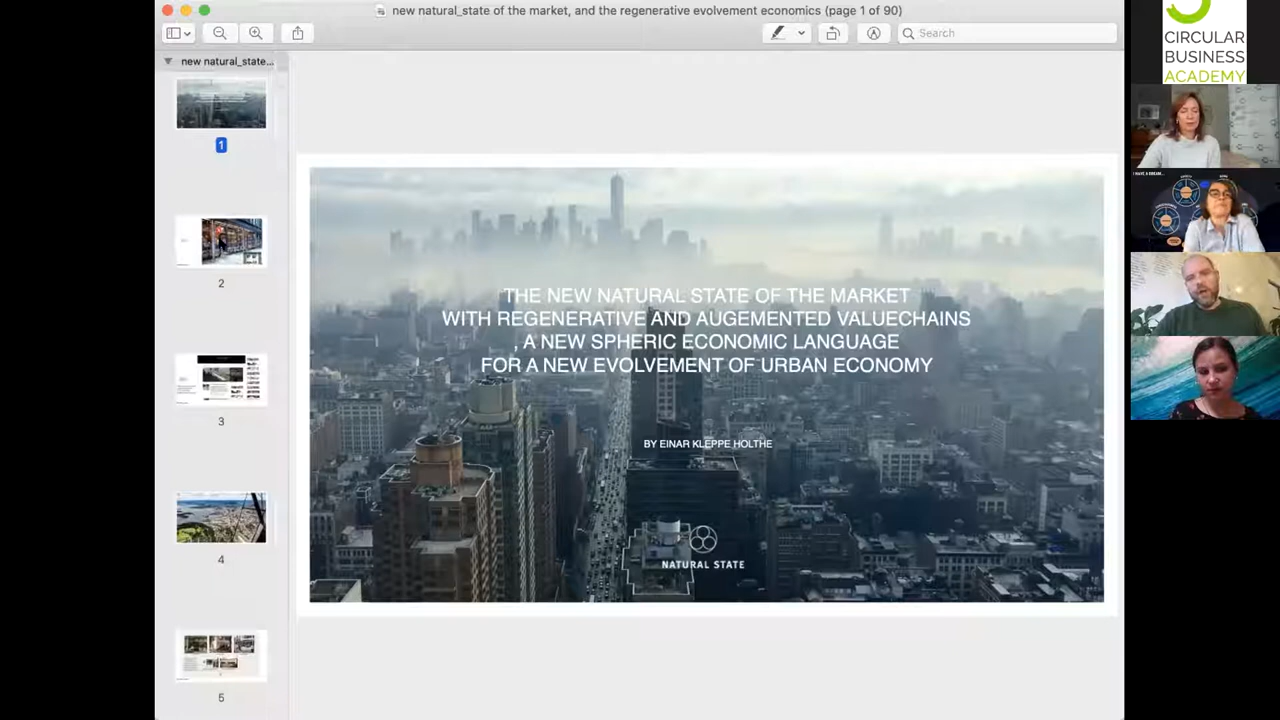 new natural_state of the market, and the regenerative evolvement economics (page 1 of 90)
Search
new natural_state...
1
2
3
4
5
THE NEW NATURAL STATE OF THE MARKET
WITH REGENERATIVE AND AUGEMENTED VALUECHAINS
, A NEW SPHERIC ECONOMIC LANGUAGE
FOR A NEW EVOLVEMENT OF URBAN ECONOMY
BY EINAR KLEPPE HOLTHE
NATURAL STATE
CIRCULAR
BUSINESS
ACADEMY
I HAVE A DREAM...